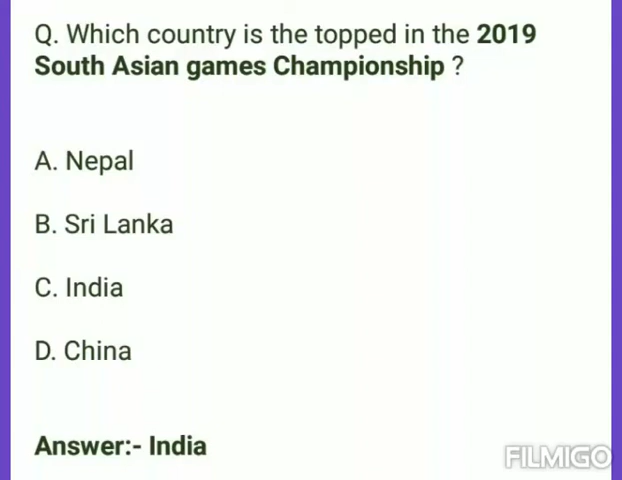 Q. Which country is the topped in the 2019
South Asian games Championship ?
A. Nepal
B. Sri Lanka
C. India
D. China
Answer:- India
FILMIGO